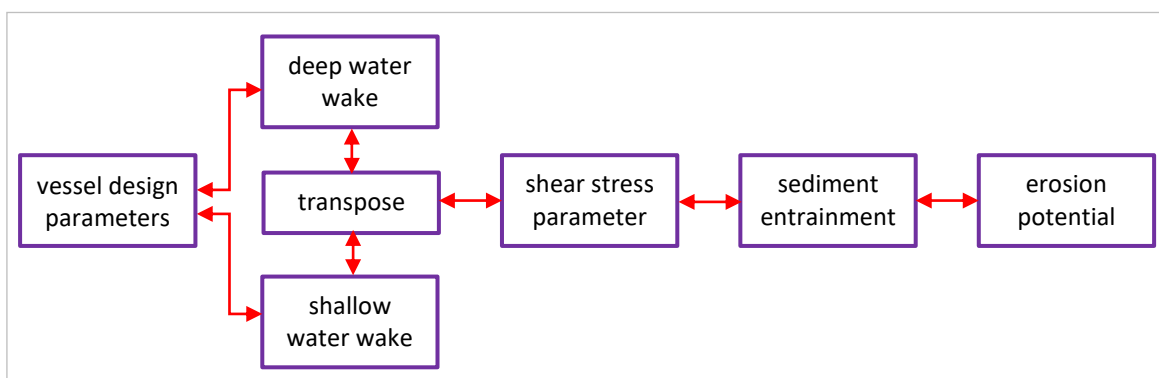 deep water
wake
vessel design
parameters
transpose
shear stress
parameter
sediment
entrainment
erosion
potential
shallow
water wake